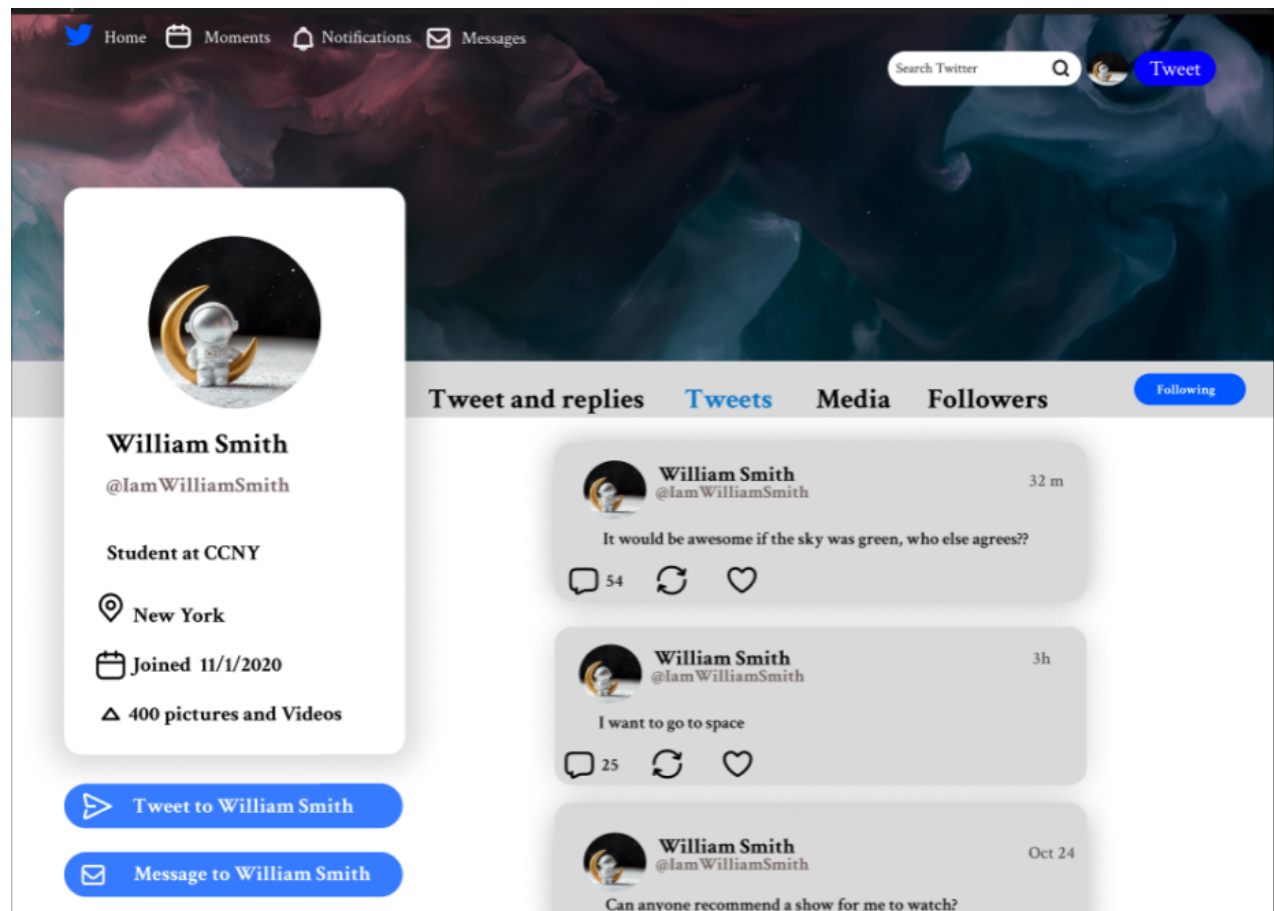 Home Moments Notifications Messages
Search Twitter Tweet
Tweet and replies Tweets Media Followers Following
William Smith
@IamWilliamSmith
Student at CCNY
New York
Joined 11/1/2020
400 pictures and Videos
Tweet to William Smith
Message to William Smith
William Smith
@IamWilliamSmith
32 m
It would be awesome if the sky was green, who else agrees??
54
William Smith
@IamWilliamSmith
3h
I want to go to space
25
William Smith
@IamWilliamSmith
Oct 24
Can anyone recommend a show for me to watch?